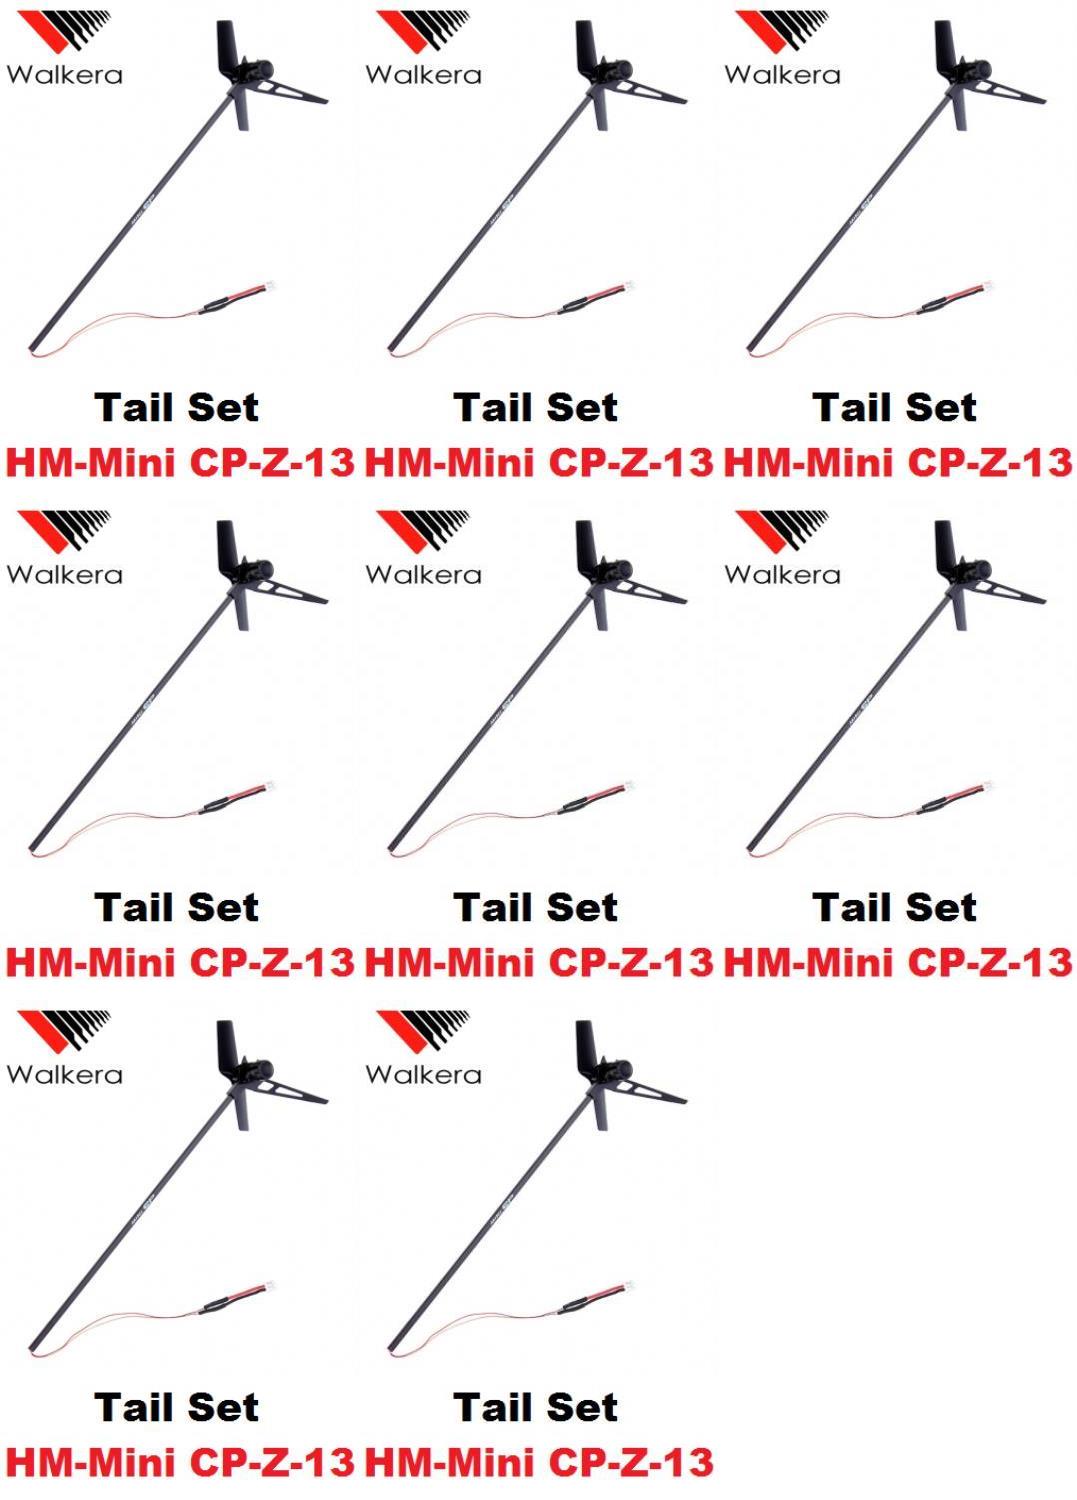 Walkera Walkera Walkera
Tail Set Tail Set Tail Set
HM-Mini CP-Z-13 HM-Mini CP-Z-13 HM-Mini CP-Z-13
Walkera Walkera Walkera
Tail Set Tail Set Tail Set
HM-Mini CP-Z-13 HM-Mini CP-Z-13 HM-Mini CP-Z-13
Walkera Walkera
Tail Set Tail Set
HM-Mini CP-Z-13 HM-Mini CP-Z-13